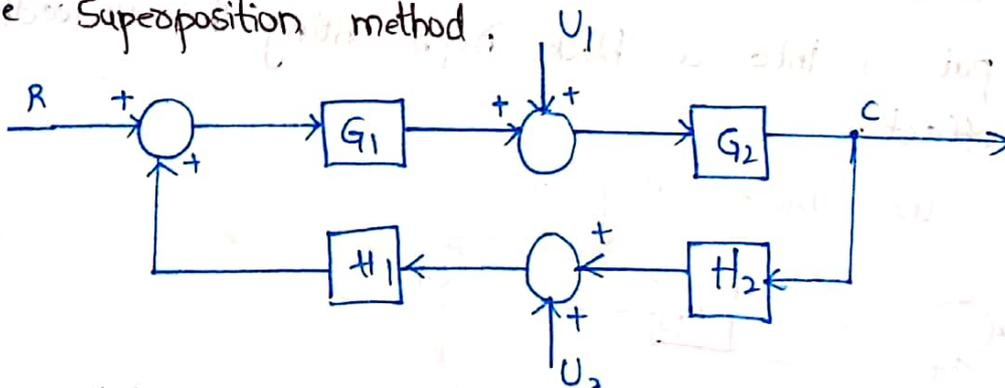 e Superposition method.
U1
R + + + C
G1 G2
+
+
H1 H2
+
U2